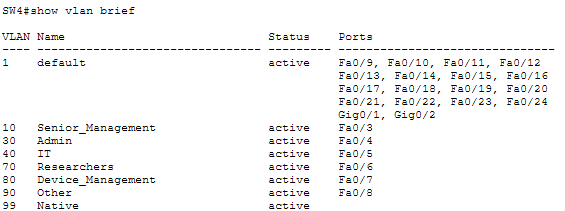 SW4#show vlan brief
VLAN Name                             Status    Ports
---- -------------------------------- --------- -------------------------------
1    default                          active    Fa0/9, Fa0/10, Fa0/11, Fa0/12
                                                Fa0/13, Fa0/14, Fa0/15, Fa0/16
                                                Fa0/17, Fa0/18, Fa0/19, Fa0/20
                                                Fa0/21, Fa0/22, Fa0/23, Fa0/24
                                                Gig0/1, Gig0/2
10   Senior_Management                active    Fa0/3
30   Admin                            active    Fa0/4
40   IT                               active    Fa0/5
70   Researchers                      active    Fa0/6
80   Device_Management                active    Fa0/7
90   Other                            active    Fa0/8
99   Native                           active